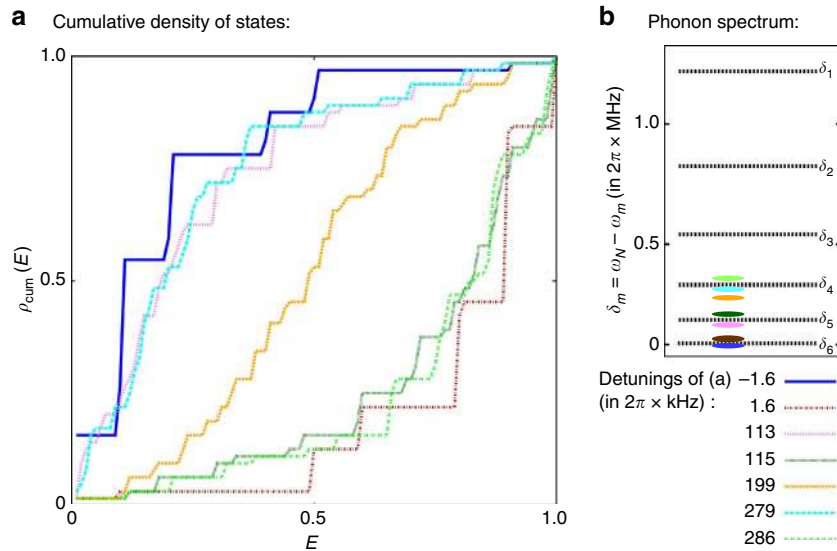 a Cumulative density of states:
1.0
0.5
0
ρcum (E)
0 0.5 1.0
E
b Phonon spectrum:
δm = ωN − ωm (in 2π × MHz)
1.0
0.5
0
δ1
δ2
δ3
δ4
δ5
δ6
Detunings of (a) −1.6
(in 2π × kHz) : 1.6
113
115
199
279
286